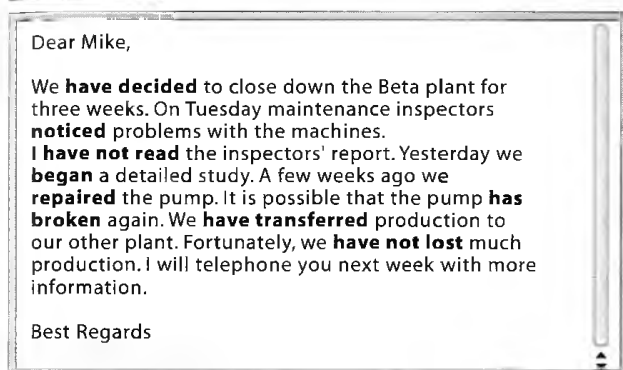 Dear Mike,
We have decided to close down the Beta plant for
three weeks. On Tuesday maintenance inspectors
noticed problems with the machines.
I have not read the inspectors' report. Yesterday we
began a detailed study. A few weeks ago we
repaired the pump. It is possible that the pump has
broken again. We have transferred production to
our other plant. Fortunately, we have not lost much
production. I will telephone you next week with more
information.
Best Regards